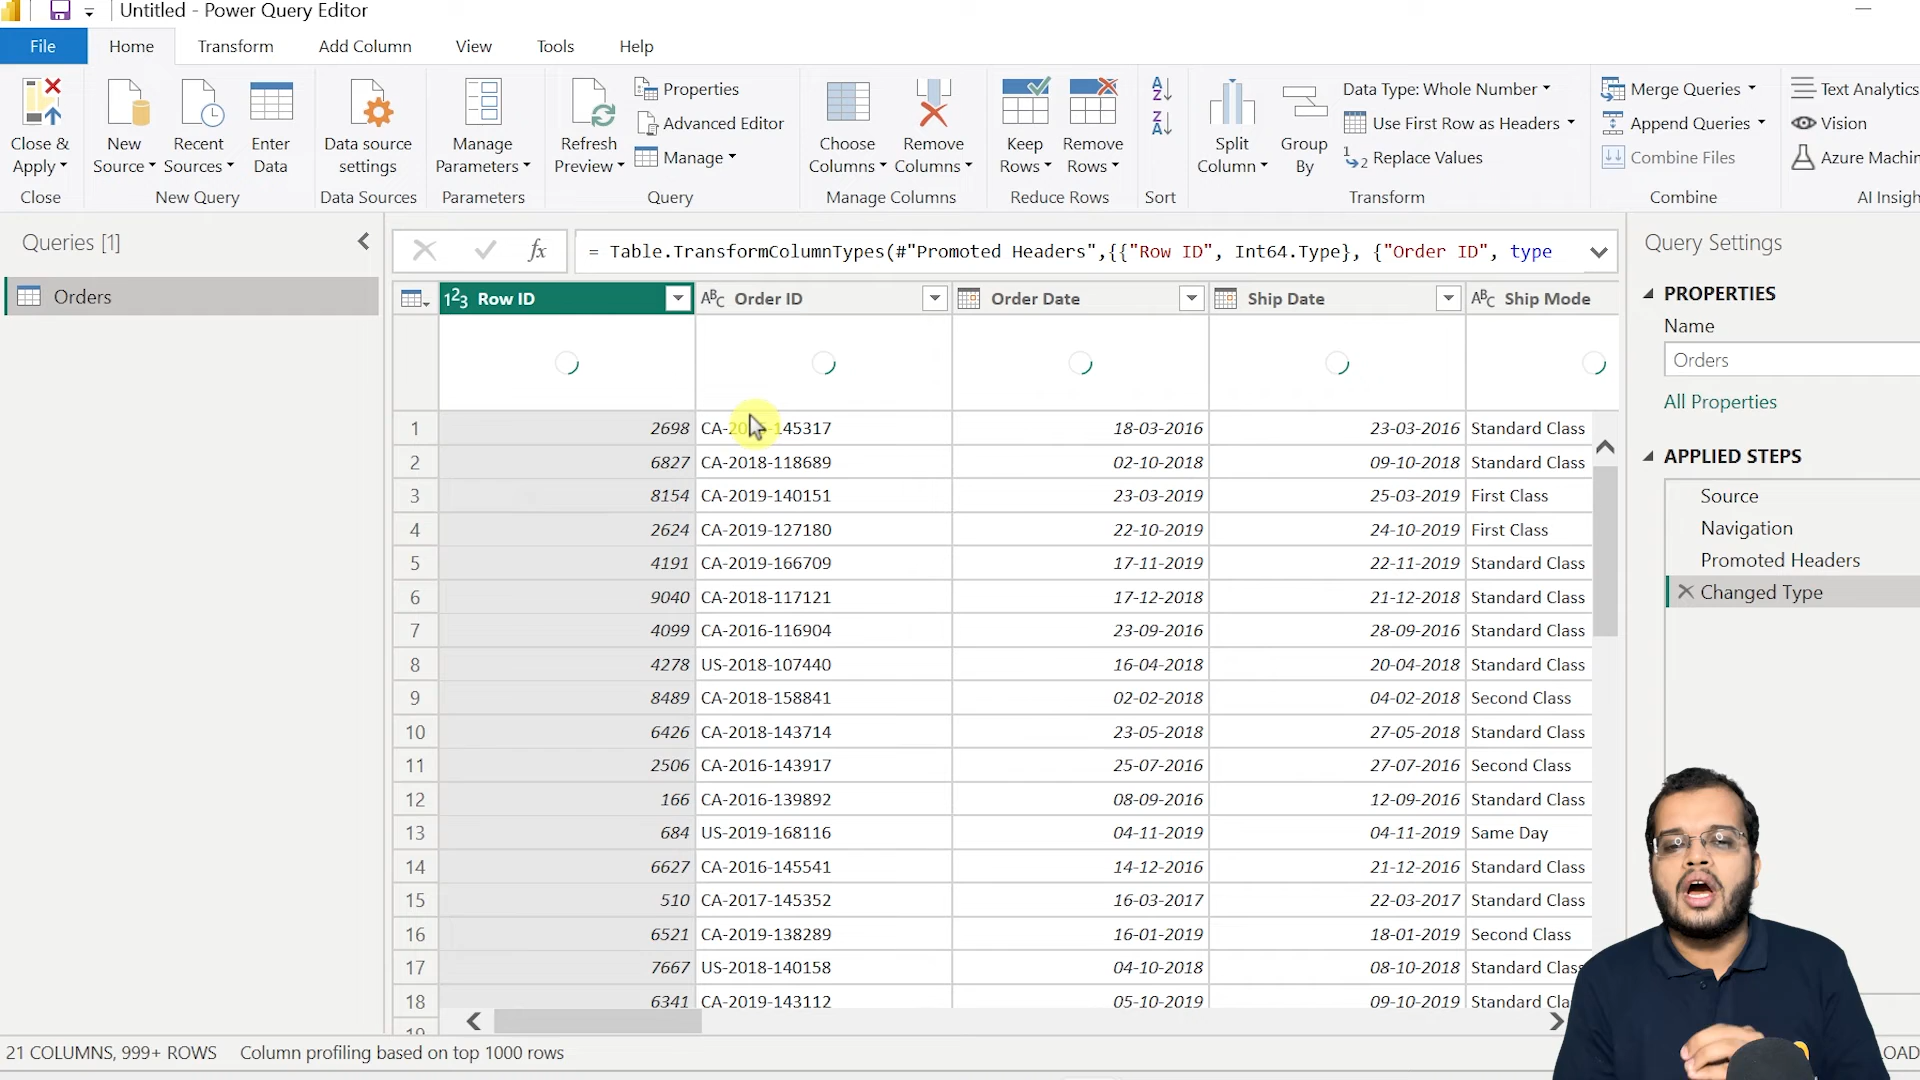 Untitled - Power Query Editor
File Home Transform Add Column View Tools Help
Close & Apply
New Source
Recent Sources
Enter Data
Data source settings
Manage Parameters
Refresh Preview
Properties
Advanced Editor
Manage
Choose Columns
Remove Columns
Keep Rows
Remove Rows
Split Column
Group By
Data Type: Whole Number
Use First Row as Headers
Replace Values
Merge Queries
Append Queries
Combine Files
Text Analytics
Vision
Azure Machin
Close New Query Data Sources Parameters Query Manage Columns Reduce Rows Sort Transform Combine AI Insigh
Queries [1]
Orders
fx = Table.TransformColumnTypes(#"Promoted Headers",{{"Row ID", Int64.Type}, {"Order ID", type
Row ID Order ID Order Date Ship Date Ship Mode
1 2698 CA- 145317 18-03-2016 23-03-2016 Standard Class
2 6827 CA-2018-118689 02-10-2018 09-10-2018 Standard Class
3 8154 CA-2019-140151 23-03-2019 25-03-2019 First Class
4 2624 CA-2019-127180 22-10-2019 24-10-2019 First Class
5 4191 CA-2019-166709 17-11-2019 22-11-2019 Standard Class
6 9040 CA-2018-117121 17-12-2018 21-12-2018 Standard Class
7 4099 CA-2016-116904 23-09-2016 28-09-2016 Standard Class
8 4278 US-2018-107440 16-04-2018 20-04-2018 Standard Class
9 8489 CA-2018-158841 02-02-2018 04-02-2018 Second Class
10 6426 CA-2018-143714 23-05-2018 27-05-2018 Standard Class
11 2506 CA-2016-143917 25-07-2016 27-07-2016 Second Class
12 166 CA-2016-139892 08-09-2016 12-09-2016 Standard Class
13 684 US-2019-168116 04-11-2019 04-11-2019 Same Day
14 6627 CA-2016-145541 14-12-2016 21-12-2016 Standard Class
15 510 CA-2017-145352 16-03-2017 22-03-2017 Standard Class
16 6521 CA-2019-138289 16-01-2019 18-01-2019 Second Class
17 7667 US-2018-140158 04-10-2018 08-10-2018 Standard Class
18 6341 CA-2019-143112 05-10-2019 09-10-2019 Standard Cla
21 COLUMNS, 999+ ROWS Column profiling based on top 1000 rows
Query Settings
PROPERTIES
Name
Orders
All Properties
APPLIED STEPS
Source
Navigation
Promoted Headers
Changed Type